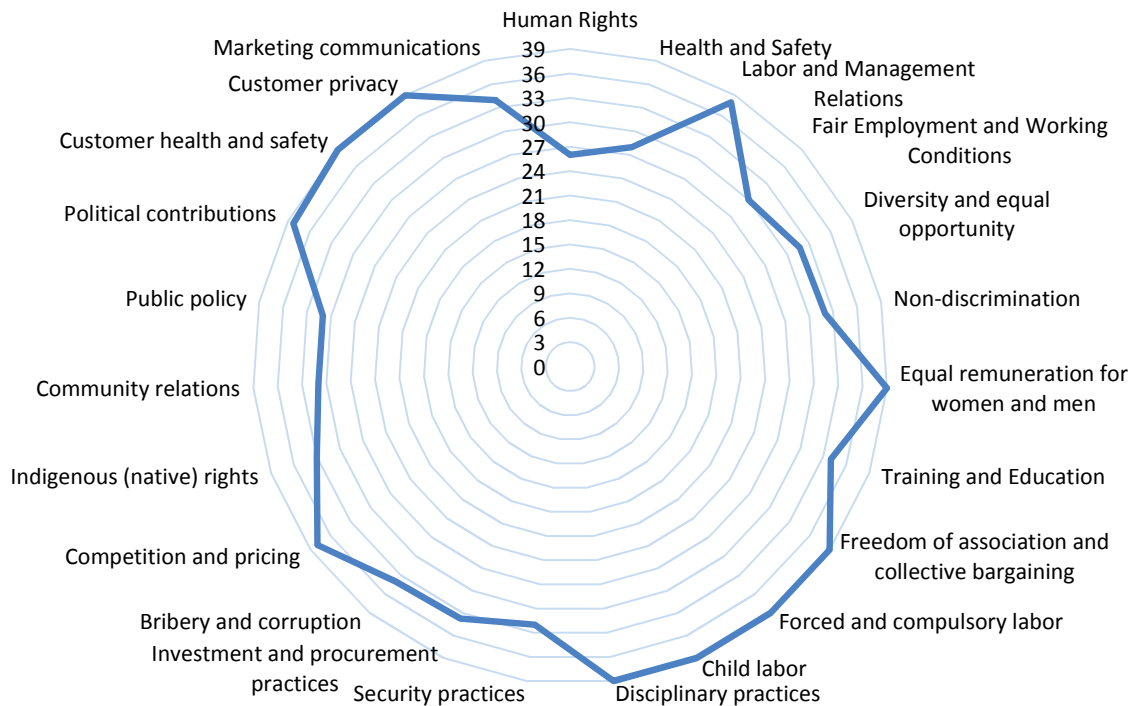 Human Rights
Health and Safety
Labor and Management
Relations
Fair Employment and Working
Conditions
Diversity and equal
opportunity
Non-discrimination
Equal remuneration for
women and men
Training and Education
Freedom of association and
collective bargaining
Forced and compulsory labor
Child labor
Disciplinary practices
Security practices
Investment and procurement
practices
Bribery and corruption
Competition and pricing
Indigenous (native) rights
Community relations
Public policy
Political contributions
Customer health and safety
Customer privacy
Marketing communications
39
36
33
30
27
24
21
18
15
12
9
6
3
0